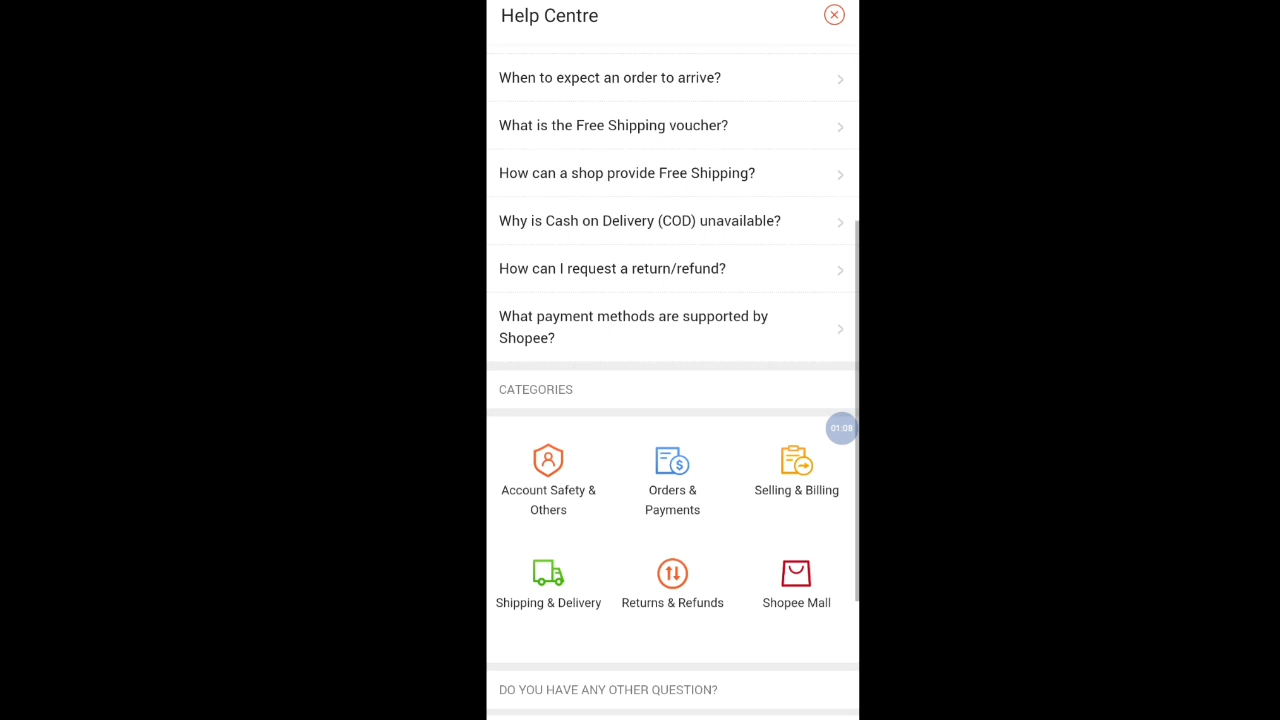 Help Centre
When to expect an order to arrive?
What is the Free Shipping voucher?
How can a shop provide Free Shipping?
Why is Cash on Delivery (COD) unavailable?
How can I request a return/refund?
What payment methods are supported by
Shopee?
CATEGORIES
01:08
Account Safety &
Others
Orders &
Payments
Selling & Billing
Shipping & Delivery
Returns & Refunds
Shopee Mall
DO YOU HAVE ANY OTHER QUESTION?